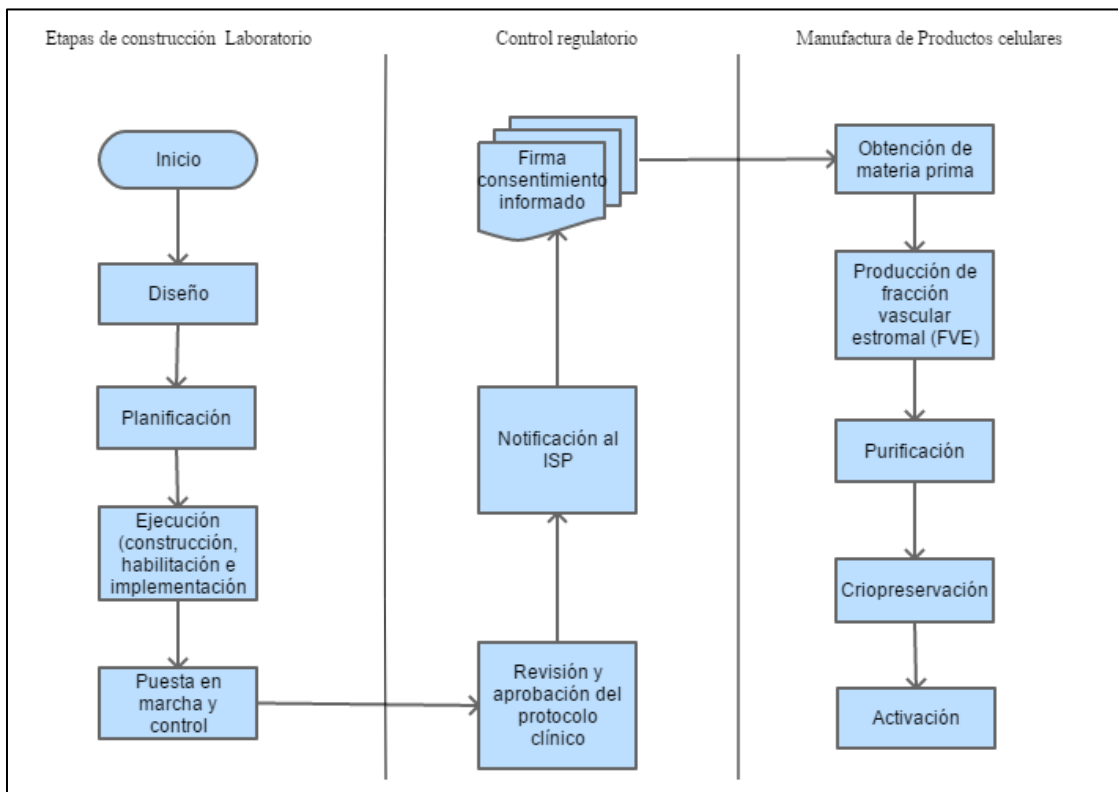 Etapas de construcción Laboratorio
Inicio
Diseño
Planificación
Ejecución
(construcción,
habilitación e
implementación
Puesta en
marcha y
control
Control regulatorio
Firma
consentimiento
informado
Notificación al
ISP
Revisión y
aprobación del
protocolo
clínico
Manufactura de Productos celulares
Obtención de
materia prima
Producción de
fracción
vascular
estromal (FVE)
Purificación
Criopreservación
Activación